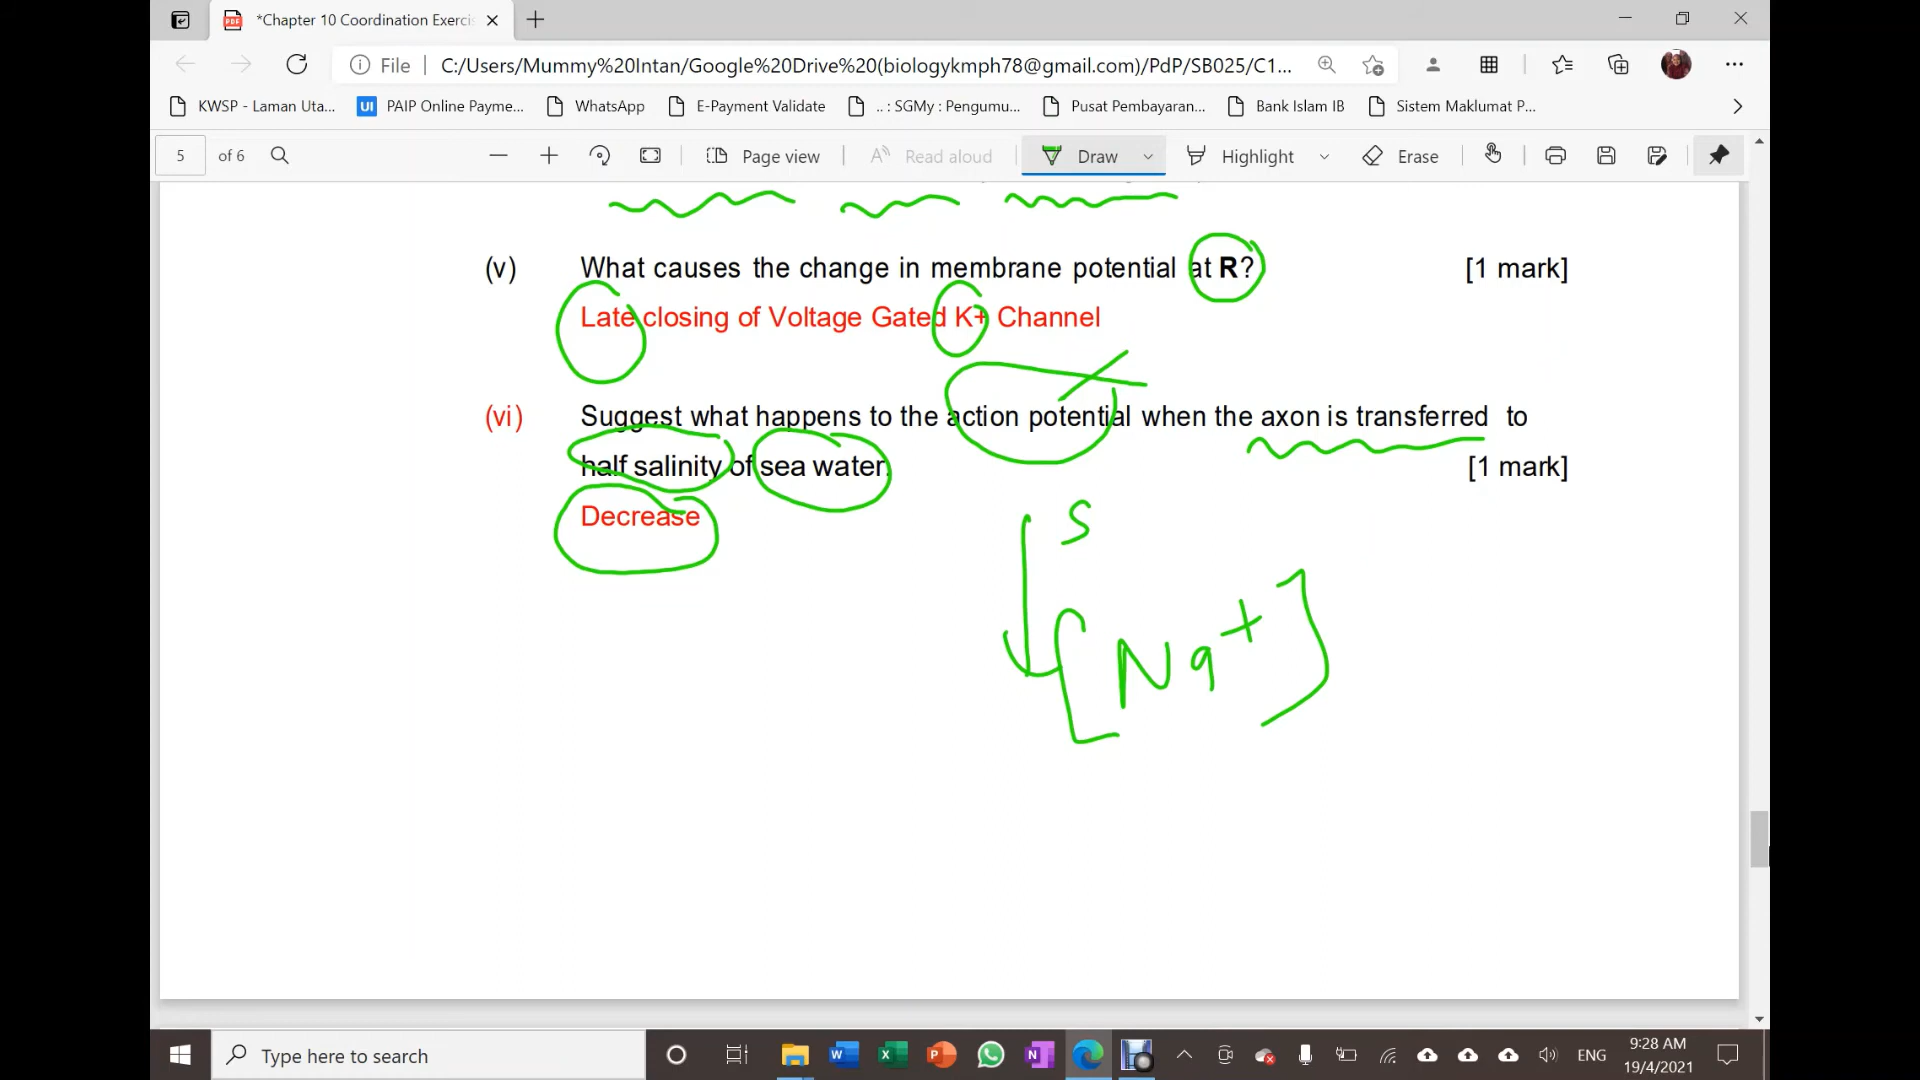 *Chapter 10 Coordination Exerci
File C:/Users/Mummy%20Intan/Google%20Drive%20(biologykmph78@gmail.com)/PdP/SB025/C1...
KWSP - Laman Uta... UI PAIP Online Payme... WhatsApp E-Payment Validate .. : SGMy : Pengumu... Pusat Pembayaran... Bank Islam IB Sistem Maklumat P...
5 of 6 Page view Read aloud Draw Highlight Erase
(v) What causes the change in membrane potential at R? [1 mark]
Late closing of Voltage Gated K+ Channel
(vi) Suggest what happens to the action potential when the axon is transferred to
half salinity of sea water. [1 mark]
Decrease
S
[Na+]
Type here to search
ENG
9:28 AM
19/4/2021